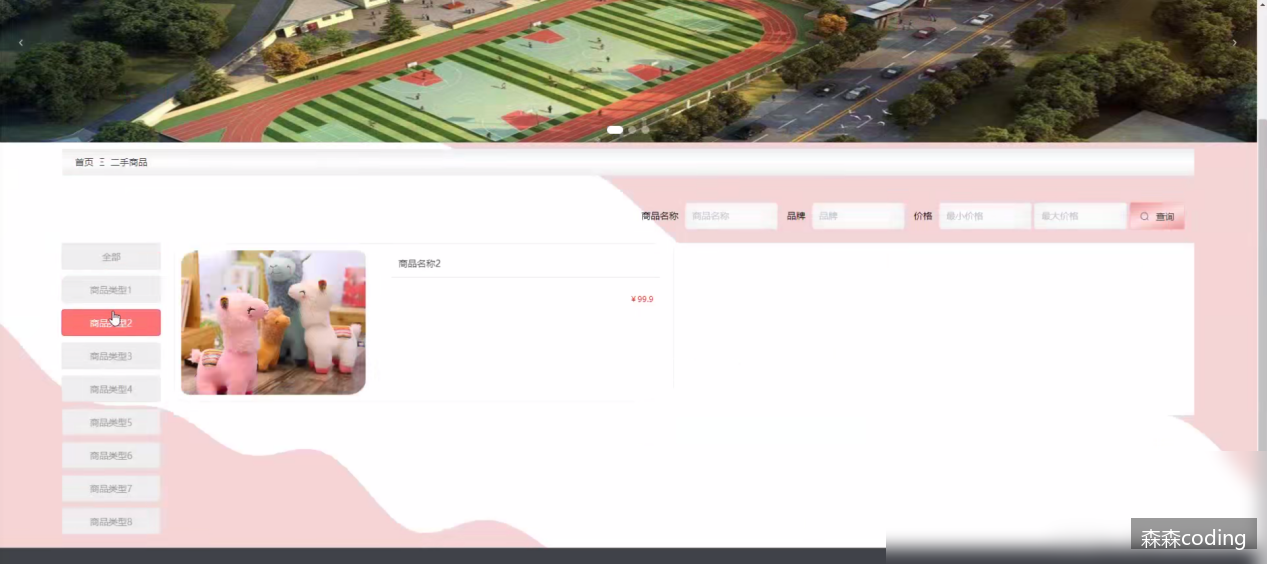 首页 Ξ 二手商品
商品名称 商品名称 品牌 品牌 价格 最小价格 最大价格 查询
全部
商品类型1
商品类型2
商品类型3
商品类型4
商品类型5
商品类型6
商品类型7
商品类型8
商品名称2
¥ 99.9
森森coding